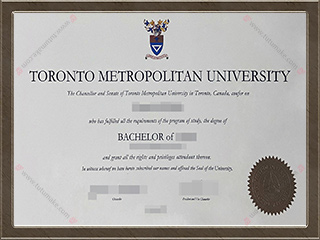 TORONTO METROPOLITAN UNIVERSITY
The Chancellor and Senate of Toronto Metropolitan University in Toronto, Canada, confer on
who has fulfilled all the requirements of the program of study, the degree of
BACHELOR of
and grant all the rights and privileges attendant thereon.
In witness whereof we have hereto subscribed our names and affixed the Seal of the University.